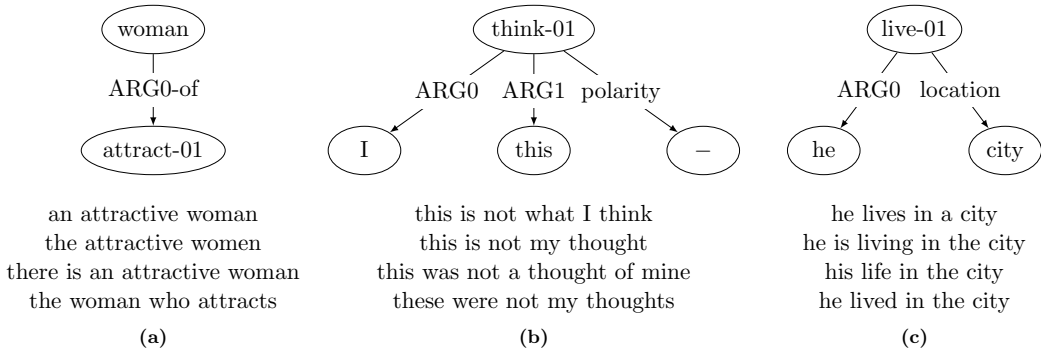 woman
ARG0-of
attract-01
an attractive woman
the attractive women
there is an attractive woman
the woman who attracts
(a)
think-01
ARG0 ARG1 polarity
I this −
this is not what I think
this is not my thought
this was not a thought of mine
these were not my thoughts
(b)
live-01
ARG0 location
he city
he lives in a city
he is living in the city
his life in the city
he lived in the city
(c)